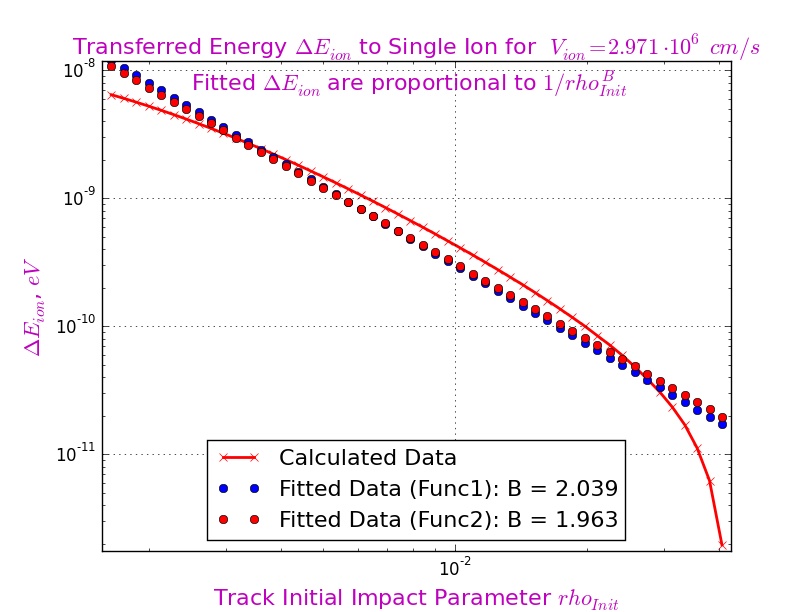 Transferred Energy ΔE_ion to Single Ion for V_ion=2.971·10^6 cm/s
Fitted ΔE_ion are proportional to 1/rho_Init^B
10^-8
10^-9
10^-10
10^-11
ΔE_ion, eV
Calculated Data
Fitted Data (Func1): B = 2.039
Fitted Data (Func2): B = 1.963
10^-2
Track Initial Impact Parameter rho_Init